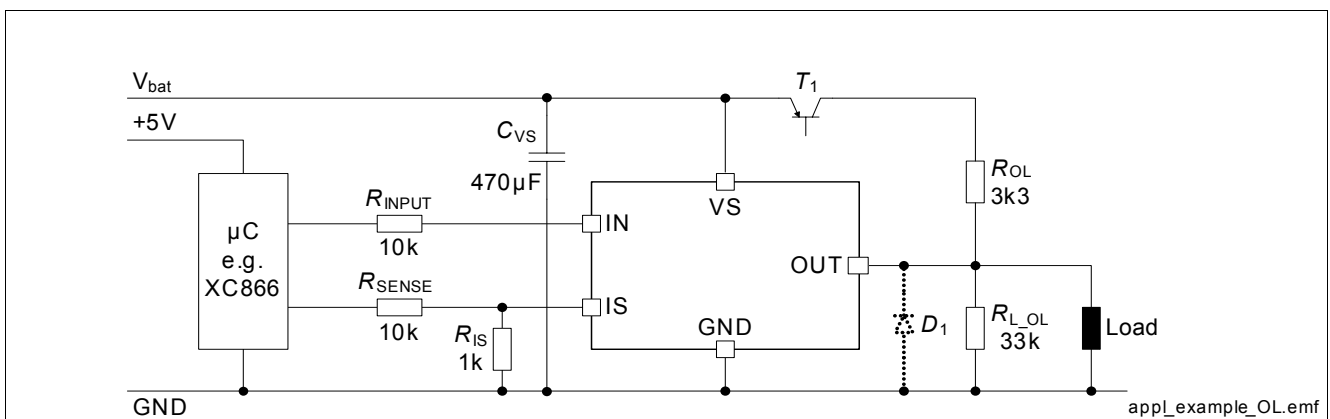 V_bat
+5V
T_1
C_VS
470µF
R_OL
3k3
VS
R_INPUT
10k
IN
µC
e.g.
XC866
OUT
R_SENSE
10k
IS
GND
R_IS
1k
D_1
R_L_OL
33k
Load
GND
appl_example_OL.emf